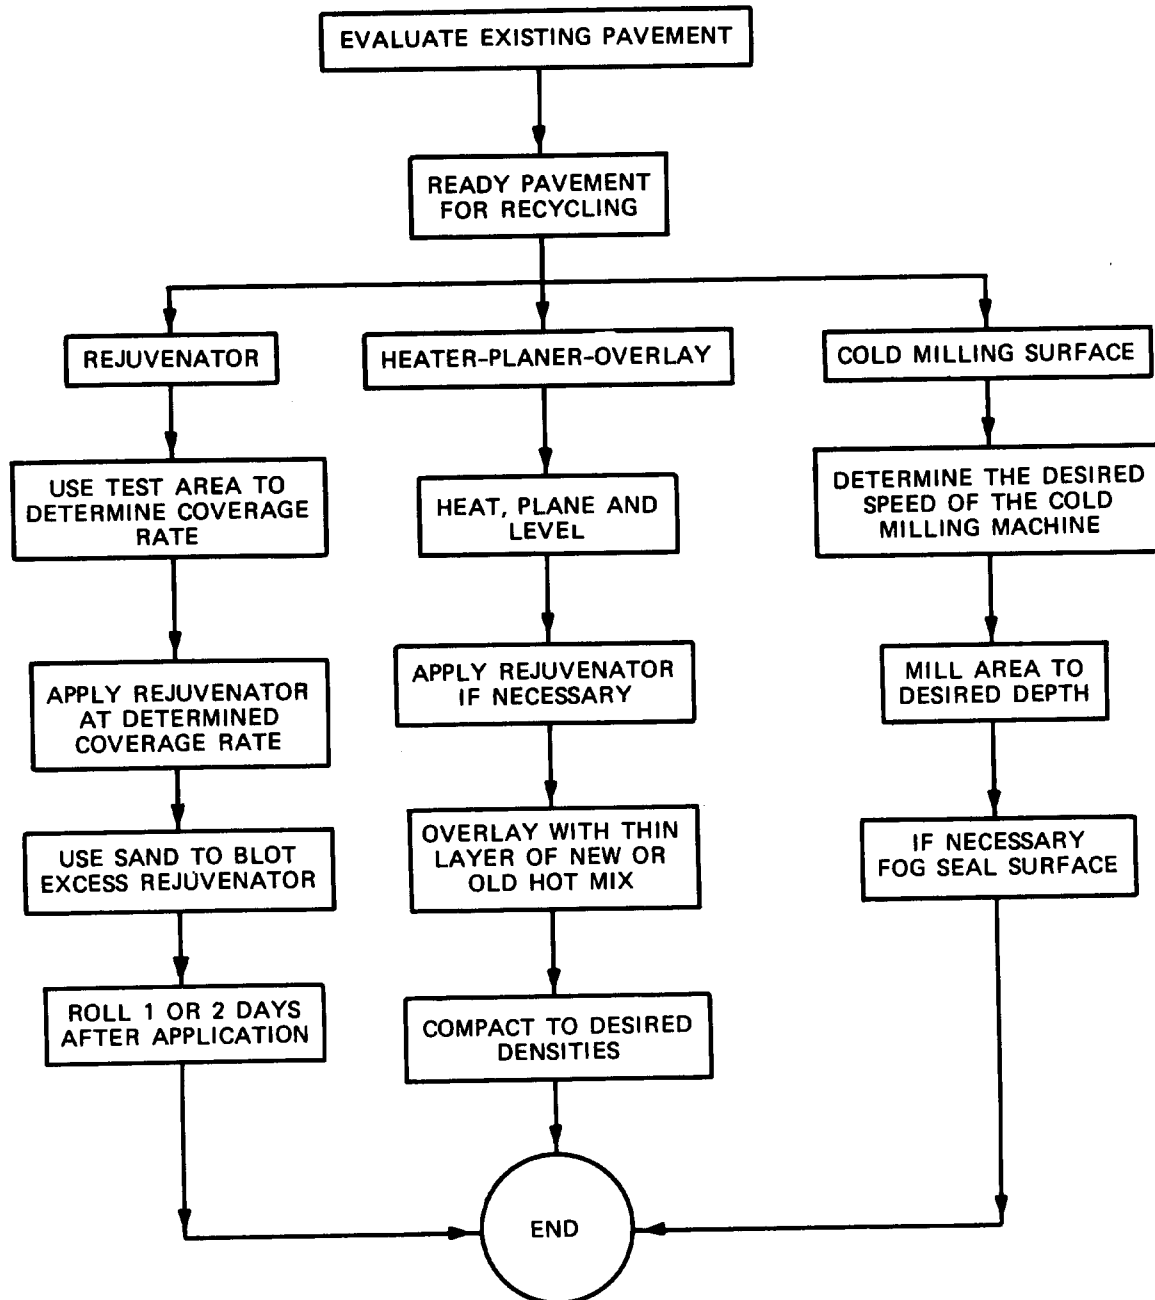 EVALUATE EXISTING PAVEMENT
READY PAVEMENT
FOR RECYCLING
REJUVENATOR
HEATER-PLANER-OVERLAY
COLD MILLING SURFACE
USE TEST AREA TO
DETERMINE COVERAGE
RATE
HEAT, PLANE AND
LEVEL
DETERMINE THE DESIRED
SPEED OF THE COLD
MILLING MACHINE
APPLY REJUVENATOR
AT DETERMINED
COVERAGE RATE
APPLY REJUVENATOR
IF NECESSARY
MILL AREA TO
DESIRED DEPTH
USE SAND TO BLOT
EXCESS REJUVENATOR
OVERLAY WITH THIN
LAYER OF NEW OR
OLD HOT MIX
IF NECESSARY
FOG SEAL SURFACE
ROLL 1 OR 2 DAYS
AFTER APPLICATION
COMPACT TO DESIRED
DENSITIES
END